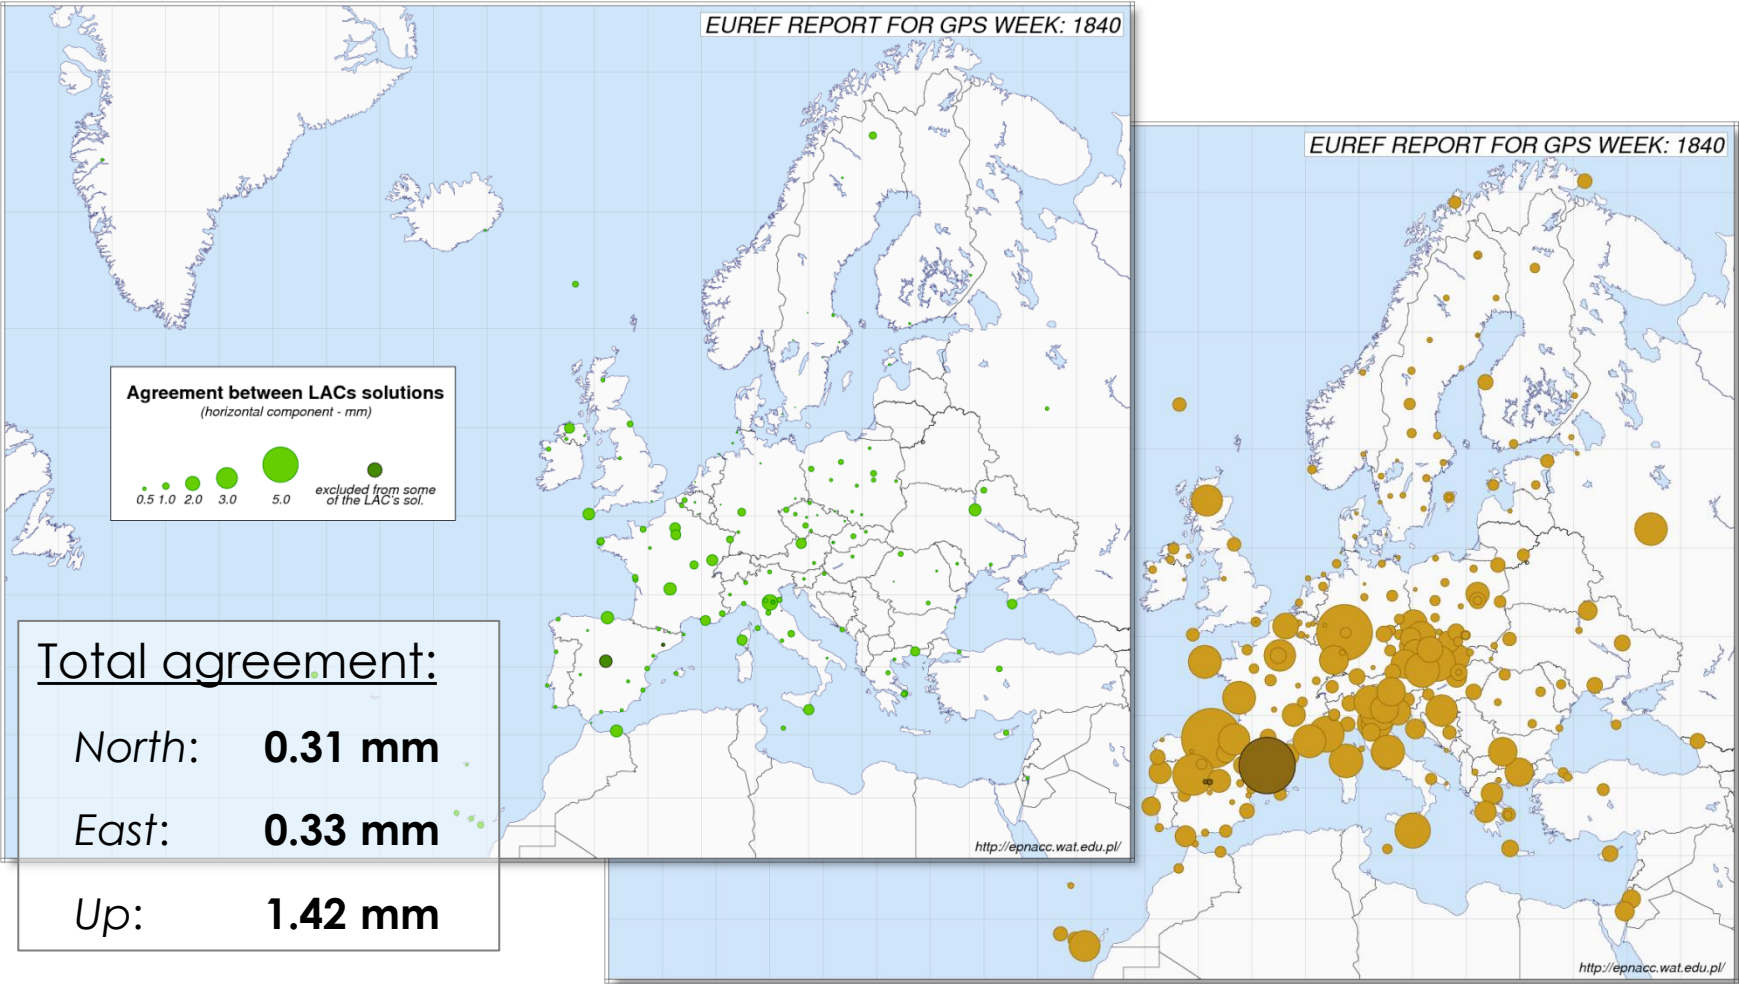 EUREF REPORT FOR GPS WEEK: 1840
EUREF REPORT FOR GPS WEEK: 1840
Agreement between LACs solutions
(horizontal component - mm)
0.5 1.0 2.0 3.0 5.0 excluded from some
of the LAC's sol.
Total agreement:
North: 0.31 mm
East: 0.33 mm
Up: 1.42 mm
http://epnacc.wat.edu.pl/
http://epnacc.wat.edu.pl/